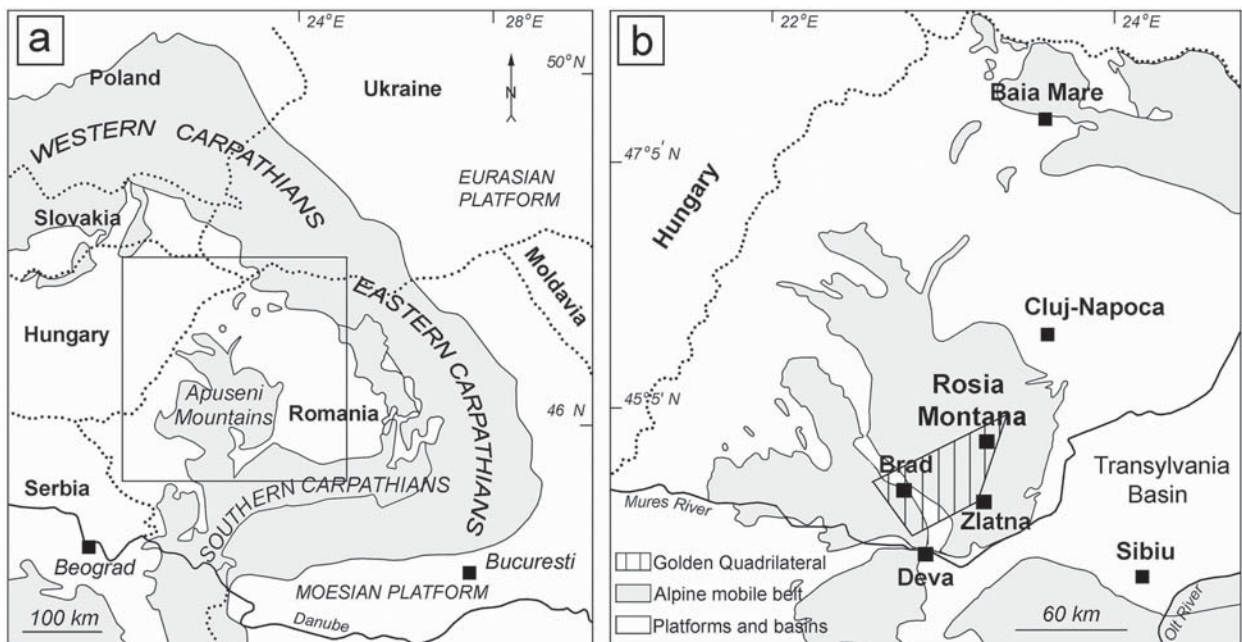 a
24°E
28°E
50°N
N
Poland
Ukraine
WESTERN CARPATHIANS
EURASIAN
PLATFORM
Slovakia
Moldavia
Hungary
EASTERN CARPATHIANS
Apuseni
Mountains
Romania
46 N
Serbia
SOUTHERN CARPATHIANS
Beograd
Bucuresti
MOESIAN PLATFORM
100 km
Danube
b
22°E
24°E
Baia Mare
47°5' N
Hungary
Cluj-Napoca
Rosia
Montana
45°5' N
Brad
Transylvania
Basin
Mures River
Zlatna
Golden Quadrilateral
Sibiu
Deva
Alpine mobile belt
60 km
Platforms and basins
Olt River